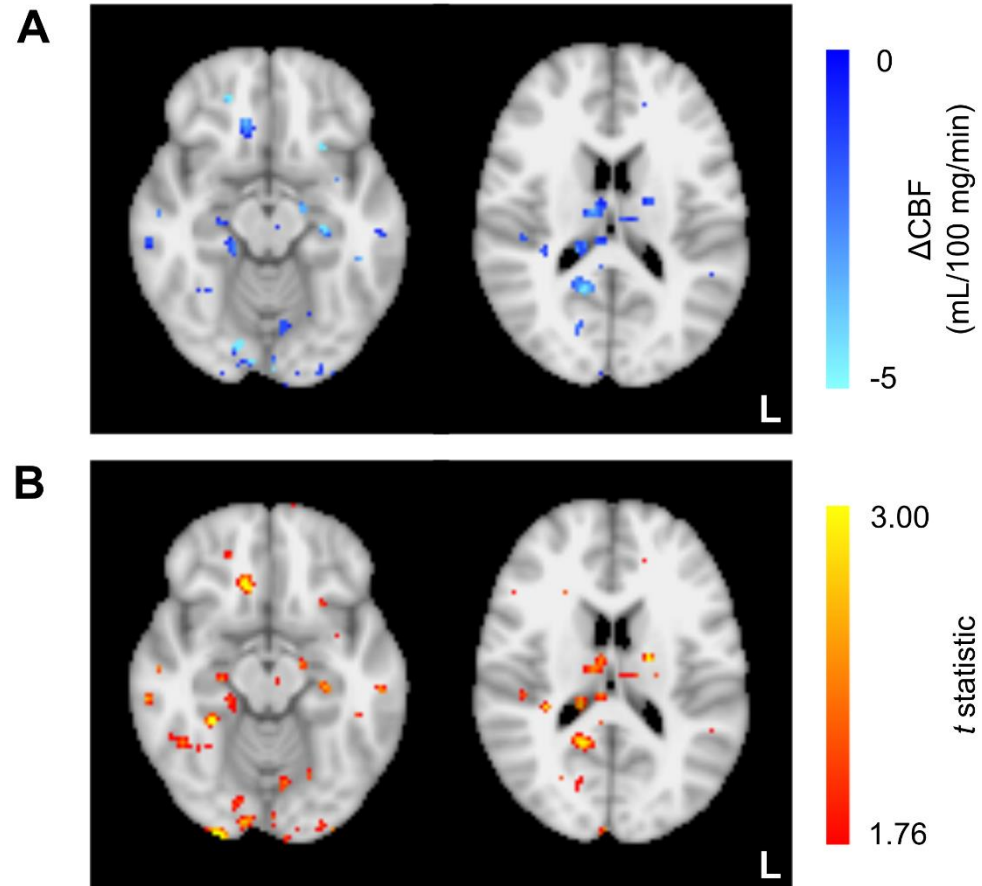 A
L
0
-5
ΔCBF
(mL/100 mg/min)
B
L
3.00
1.76
t statistic